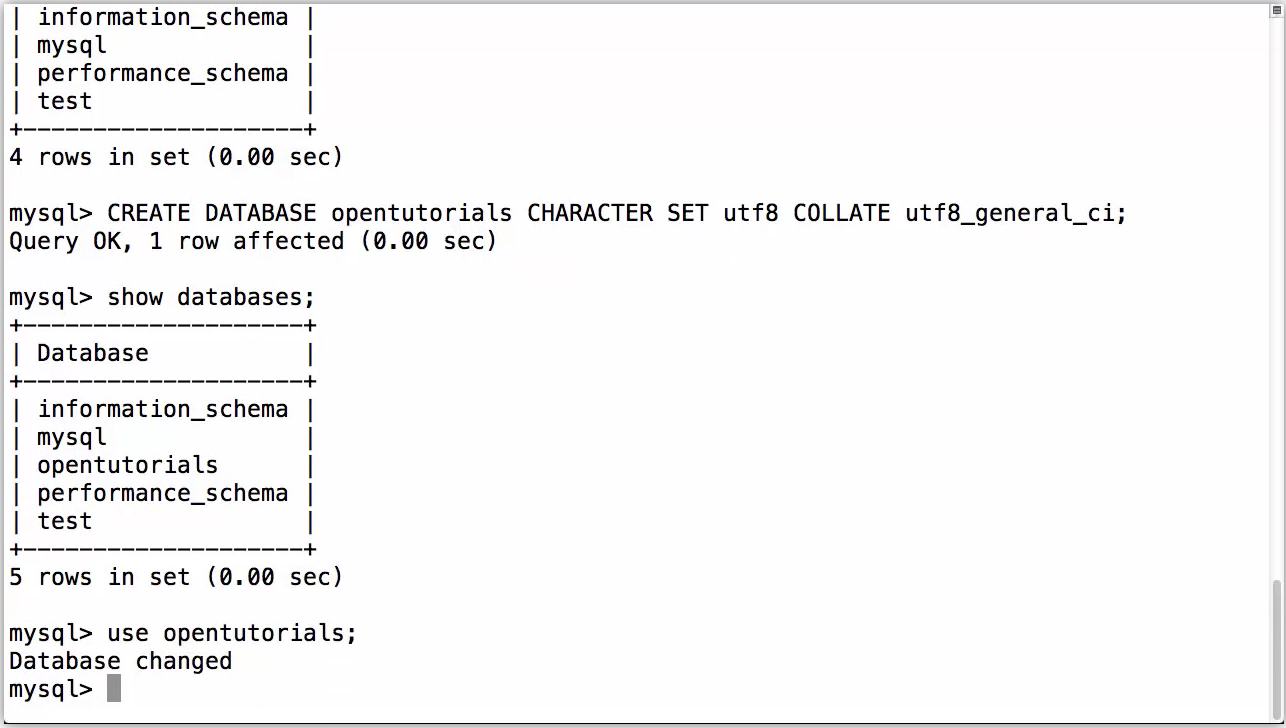 | information_schema |
| mysql              |
| performance_schema |
| test               |
+--------------------+
4 rows in set (0.00 sec)

mysql> CREATE DATABASE opentutorials CHARACTER SET utf8 COLLATE utf8_general_ci;
Query OK, 1 row affected (0.00 sec)

mysql> show databases;
+--------------------+
| Database           |
+--------------------+
| information_schema |
| mysql              |
| opentutorials      |
| performance_schema |
| test               |
+--------------------+
5 rows in set (0.00 sec)

mysql> use opentutorials;
Database changed
mysql>